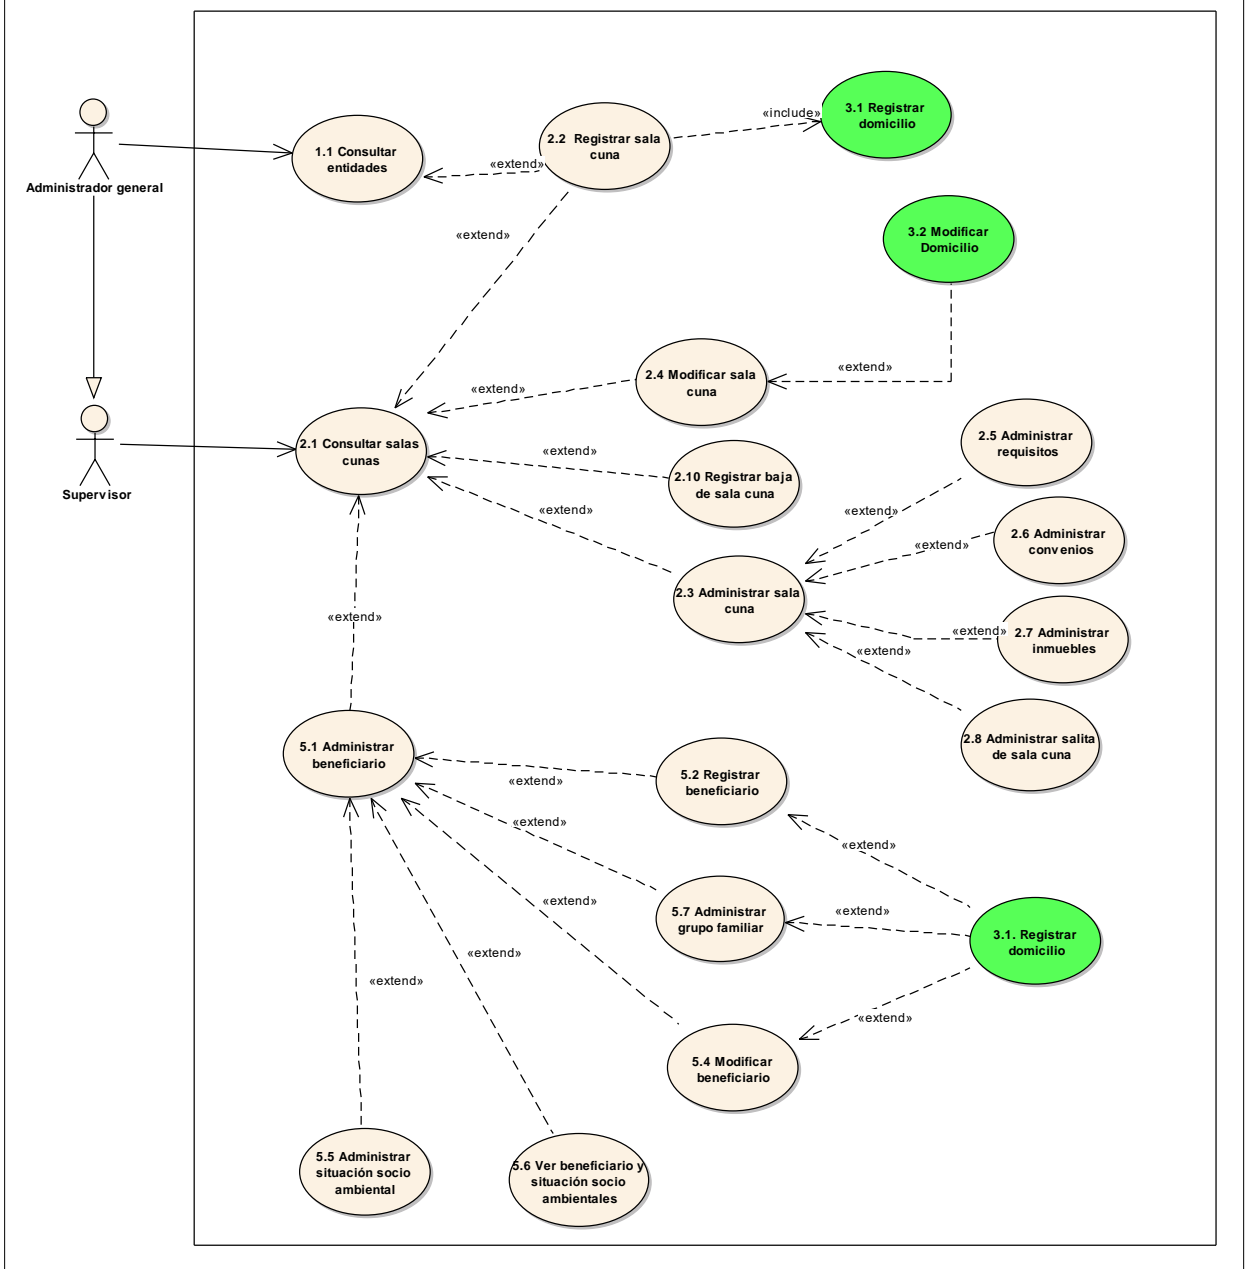 Administrador general
Supervisor
1.1 Consultar
entidades
2.2  Registrar sala
cuna
3.1 Registrar
domicilio
«include»
«extend»
«extend»
3.2 Modificar
Domicilio
2.4 Modificar sala
cuna
«extend»
«extend»
2.1 Consultar salas
cunas
«extend»
2.10 Registrar baja
de sala cuna
«extend»
2.5 Administrar
requisitos
«extend»
2.6 Administrar
convenios
«extend»
2.3 Administrar sala
cuna
«extend»
2.7 Administrar
inmuebles
«extend»
2.8 Administrar salita
de sala cuna
«extend»
5.1 Administrar
beneficiario
5.2 Registrar
beneficiario
«extend»
«extend»
«extend»
5.7 Administrar
grupo familiar
«extend»
«extend»
3.1. Registrar
domicilio
«extend»
«extend»
«extend»
5.4 Modificar
beneficiario
5.5 Administrar
situación socio
ambiental
5.6 Ver beneficiario y
situación socio
ambientales